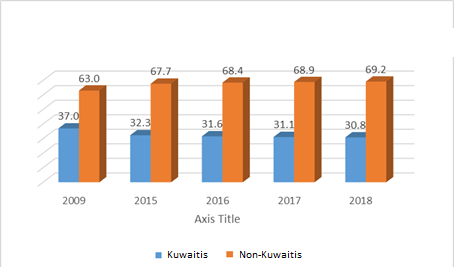 63.0 67.7 68.4 68.9 69.2
37.0 32.3 31.6 31.1 30.8
2009 2015 2016 2017 2018
Axis Title
Kuwaitis Non-Kuwaitis